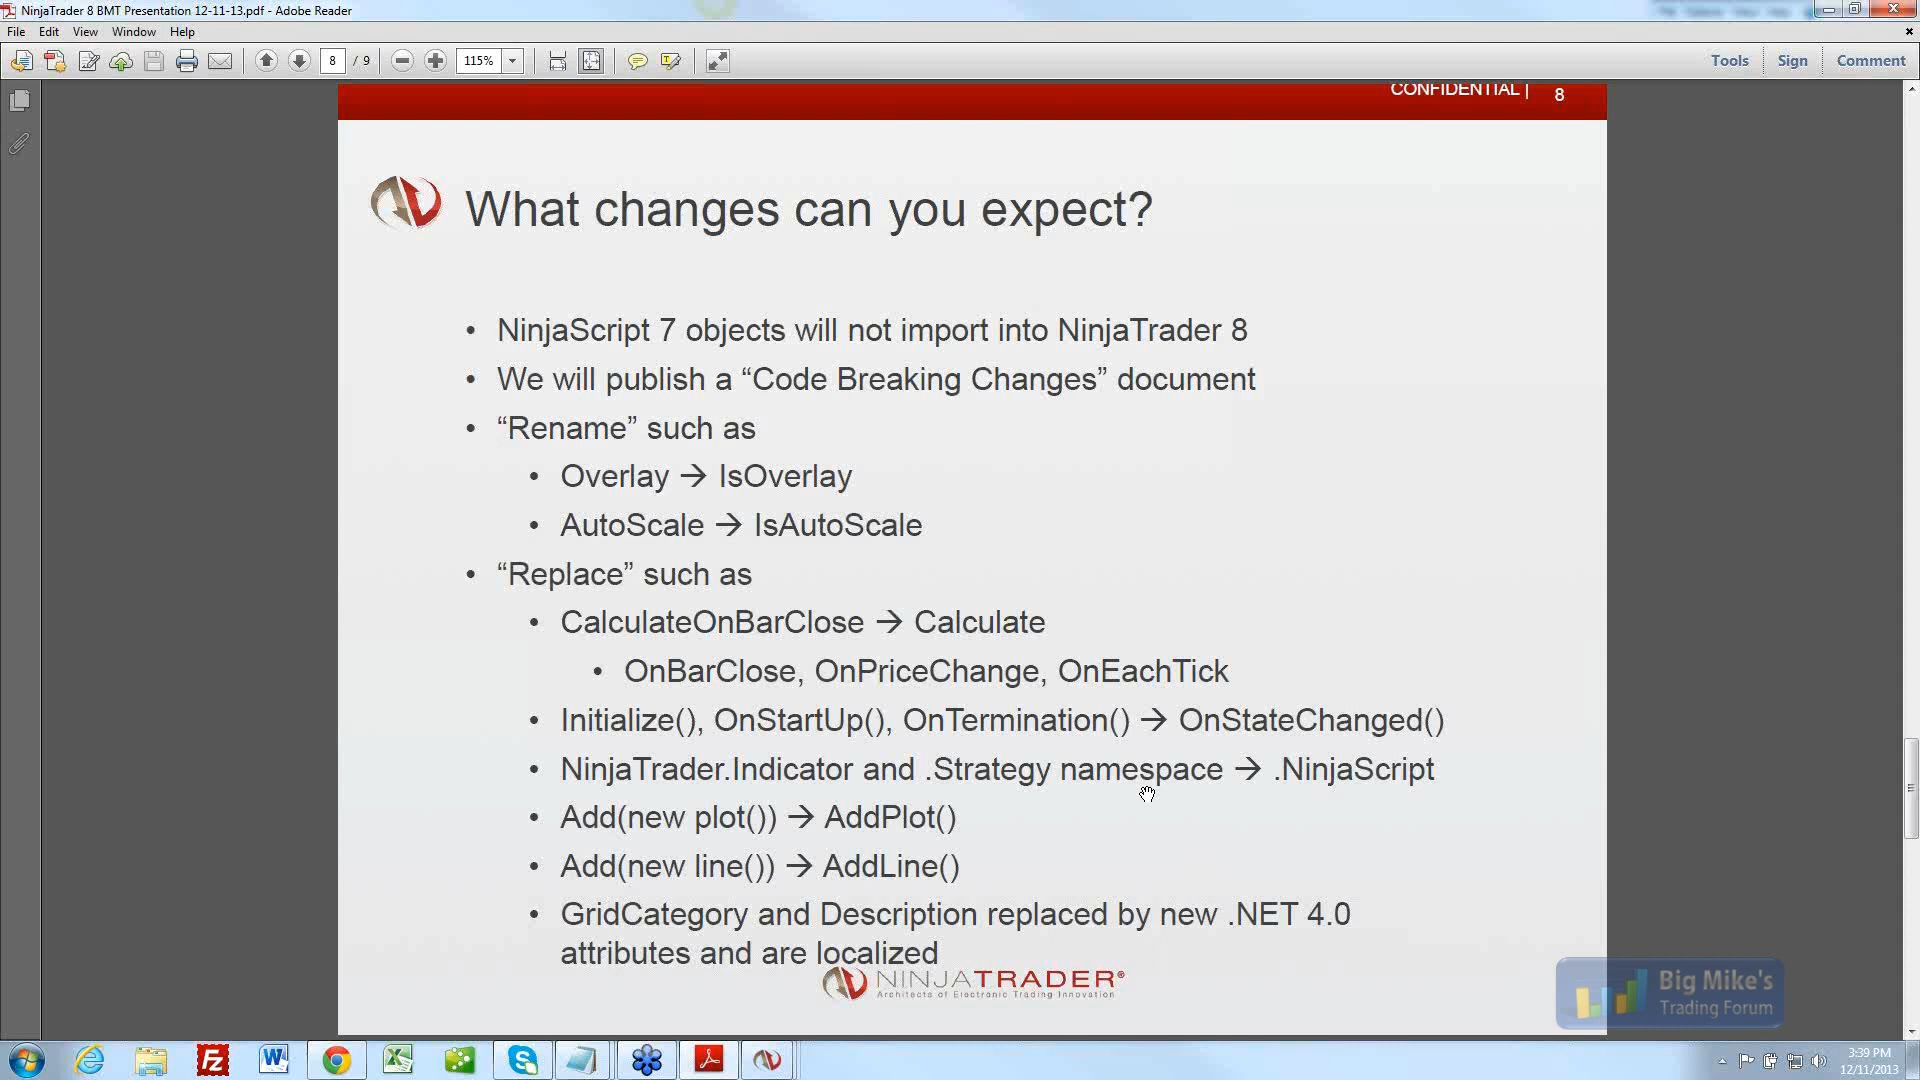 NinjaTrader 8 BMT Presentation 12-11-13.pdf - Adobe Reader
File Edit View Window Help
8 / 9 115% Tools Sign Comment
CONFIDENTIAL | 8
What changes can you expect?
• NinjaScript 7 objects will not import into NinjaTrader 8
• We will publish a “Code Breaking Changes” document
• “Rename” such as
• Overlay → IsOverlay
• AutoScale → IsAutoScale
• “Replace” such as
• CalculateOnBarClose → Calculate
• OnBarClose, OnPriceChange, OnEachTick
• Initialize(), OnStartUp(), OnTermination() → OnStateChanged()
• NinjaTrader.Indicator and .Strategy namespace → .NinjaScript
• Add(new plot()) → AddPlot()
• Add(new line()) → AddLine()
• GridCategory and Description replaced by new .NET 4.0
attributes and are localized
NINJATRADER®
Architects of Electronic Trading Innovation
Big Mike's
Trading Forum
3:39 PM
12/11/2013